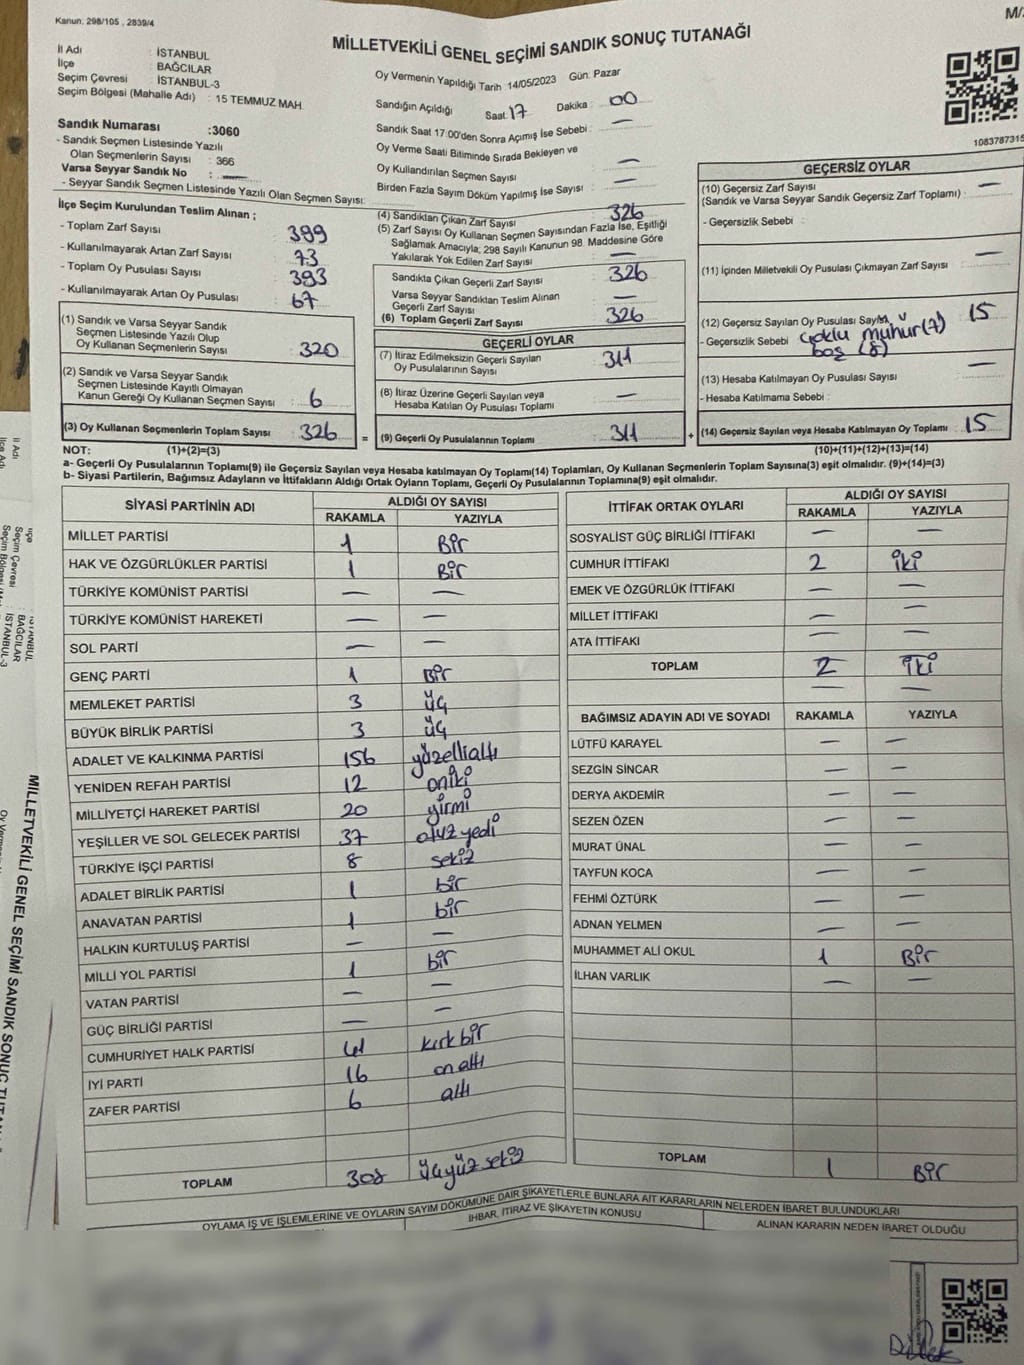 Kanun. 298/105 , 2839/4
MİLLETVEKİLİ GENEL SEÇİMİ SANDIK SONUÇ TUTANAĞI
İl Adı : İSTANBUL
İlçe : BAĞCILAR
Seçim Çevresi : İSTANBUL-3
Seçim Bölgesi (Mahalle Adı) : 15 TEMMUZ MAH.
Sandık Numarası :3060
- Sandık Seçmen Listesinde Yazılı
Olan Seçmenlerin Sayısı : 366
Varsa Seyyar Sandık No : —
- Seyyar Sandık Seçmen Listesinde Yazılı Olan Seçmen Sayısı:
İlçe Seçim Kurulundan Teslim Alınan ;
- Toplam Zarf Sayısı : 399
- Kullanılmayarak Artan Zarf Sayısı : 73
- Toplam Oy Pusulası Sayısı : 393
- Kullanılmayarak Artan Oy Pusulası : 67
(1) Sandık ve Varsa Seyyar Sandık
Seçmen Listesinde Yazılı Olup
Oy Kullanan Seçmenlerin Sayısı : 320
(2) Sandık ve Varsa Seyyar Sandık
Seçmen Listesinde Kayıtlı Olmayan
Kanun Gereği Oy Kullanan Seçmen Sayısı : 6
(3) Oy Kullanan Seçmenlerin Toplam Sayısı : 326
Oy Vermenin Yapıldığı Tarih 14/05/2023 Gün: Pazar
Sandığın Açıldığı Saat 17 Dakika : 00
Sandık Saat 17:00'den Sonra Açımış İse Sebebi : —
Oy Verme Saati Bitiminde Sırada Bekleyen ve
Oy Kullandırılan Seçmen Sayısı : —
Birden Fazla Sayım Döküm Yapılmış İse Sayısı : —
(4) Sandıktan Çıkan Zarf Sayısı : 326
(5) Zarf Sayısı Oy Kullanan Seçmen Sayısından Fazla İse, Eşitliği
Sağlamak Amacıyla; 298 Sayılı Kanunun 98. Maddesine Göre
Yakılarak Yok Edilen Zarf Sayısı : —
Sandıkta Çıkan Geçerli Zarf Sayısı : 326
Varsa Seyyar Sandıktan Teslim Alınan
Geçerli Zarf Sayısı : —
(6) Toplam Geçerli Zarf Sayısı : 326
GEÇERLİ OYLAR
(7) İtiraz Edilmeksizin Geçerli Sayılan
Oy Pusulalarının Sayısı : 311
(8) İtiraz Üzerine Geçerli Sayılan veya
Hesaba Katılan Oy Pusulası Toplamı : —
= (9) Geçerli Oy Pusulalarının Toplamı : 311
M/
1083787315
GEÇERSİZ OYLAR
(10) Geçersiz Zarf Sayısı
(Sandık ve Varsa Seyyar Sandık Geçersiz Zarf Toplamı) : —
- Geçersizlik Sebebi :
(11) İçinden Milletvekili Oy Pusulası Çıkmayan Zarf Sayısı : —
(12) Geçersiz Sayılan Oy Pusulası Sayısı : 15
- Geçersizlik Sebebi çoklu mühür(7)
boş (8)
(13) Hesaba Katılmayan Oy Pusulası Sayısı : —
- Hesaba Katılmama Sebebi :
+ (14) Geçersiz Sayılan veya Hesaba Katılmayan Oy Toplamı : 15
NOT: (1)+(2)=(3) (10)+(11)+(12)+(13)=(14)
a- Geçerli Oy Pusulalarının Toplamı(9) ile Geçersiz Sayılan veya Hesaba katılmayan Oy Toplamı(14) Toplamları, Oy Kullanan Seçmenlerin Toplam Sayısına(3) eşit olmalıdır. (9)+(14)=(3)
b- Siyasi Partilerin, Bağımsız Adayların ve İttifakların Aldığı Ortak Oyların Toplamı, Geçerli Oy Pusulalarının Toplamına(9) eşit olmalıdır.
SİYASİ PARTİNİN ADI ALDIĞI OY SAYISI
RAKAMLA YAZIYLA
MİLLET PARTİSİ 1 Bir
HAK VE ÖZGÜRLÜKLER PARTİSİ 1 Bir
TÜRKİYE KOMÜNİST PARTİSİ — —
TÜRKİYE KOMÜNİST HAREKETİ — —
SOL PARTİ — —
GENÇ PARTİ 1 Bir
MEMLEKET PARTİSİ 3 üç
BÜYÜK BİRLİK PARTİSİ 3 üç
ADALET VE KALKINMA PARTİSİ 156 yüzellialtı
YENİDEN REFAH PARTİSİ 12 oniki
MİLLİYETÇİ HAREKET PARTİSİ 20 yirmi
YEŞİLLER VE SOL GELECEK PARTİSİ 37 otuz yedi
TÜRKİYE İŞÇİ PARTİSİ 8 sekiz
ADALET BİRLİK PARTİSİ 1 bir
ANAVATAN PARTİSİ 1 bir
HALKIN KURTULUŞ PARTİSİ — —
MİLLİ YOL PARTİSİ 1 bir
VATAN PARTİSİ — —
GÜÇ BİRLİĞİ PARTİSİ — —
CUMHURİYET HALK PARTİSİ 41 kırk bir
İYİ PARTİ 16 on altı
ZAFER PARTİSİ 6 altı
TOPLAM 308 üçyüz sekiz
İTTİFAK ORTAK OYLARI ALDIĞI OY SAYISI
RAKAMLA YAZIYLA
SOSYALİST GÜÇ BİRLİĞİ İTTİFAKI — —
CUMHUR İTTİFAKI 2 iki
EMEK VE ÖZGÜRLÜK İTTİFAKI — —
MİLLET İTTİFAKI — —
ATA İTTİFAKI — —
TOPLAM 2 iki
— —
BAĞIMSIZ ADAYIN ADI VE SOYADI RAKAMLA YAZIYLA
LÜTFÜ KARAYEL — —
SEZGİN SİNCAR — —
DERYA AKDEMİR — —
SEZEN ÖZEN — —
MURAT ÜNAL — —
TAYFUN KOCA — —
FEHMİ ÖZTÜRK — —
ADNAN YELMEN — —
MUHAMMET ALİ OKUL 1 Bir
İLHAN VARLIK — —
TOPLAM 1 Bir
OYLAMA İŞ VE İŞLEMLERİNE VE OYLARIN SAYIM DÖKÜMÜNE DAİR ŞİKAYETLERLE BUNLARA AİT KARARLARIN NELERDEN İBARET BULUNDUKLARI
İHBAR, İTİRAZ VE ŞİKAYETİN KONUSU
ALINAN KARARIN NEDEN İBARET OLDUĞU
İl Adı
İlçe Adı
İlçe
Seçim Çevresi
İSTANBUL
BAĞCILAR
İSTANBUL-3
MİLLETVEKİLİ GENEL SEÇİMİ SANDIK SONUÇ